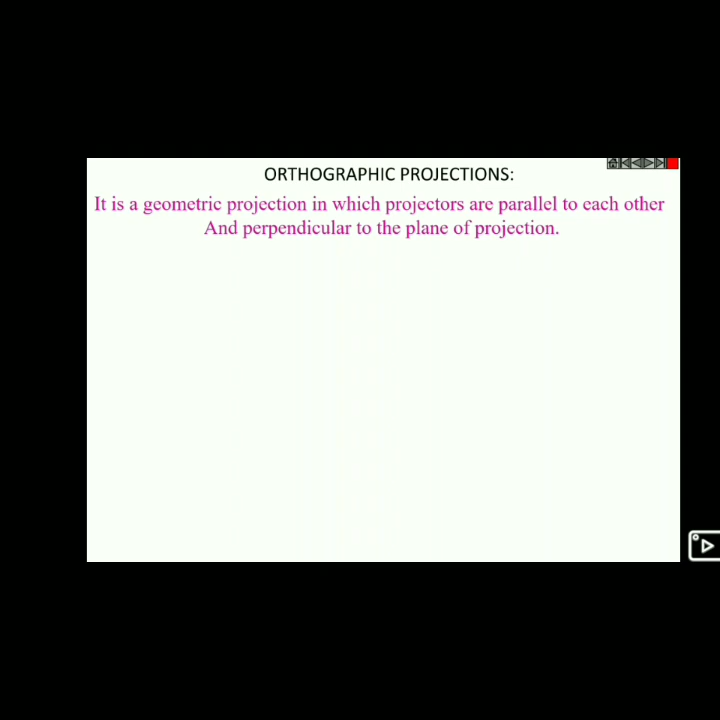 ORTHOGRAPHIC PROJECTIONS:
It is a geometric projection in which projectors are parallel to each other
And perpendicular to the plane of projection.